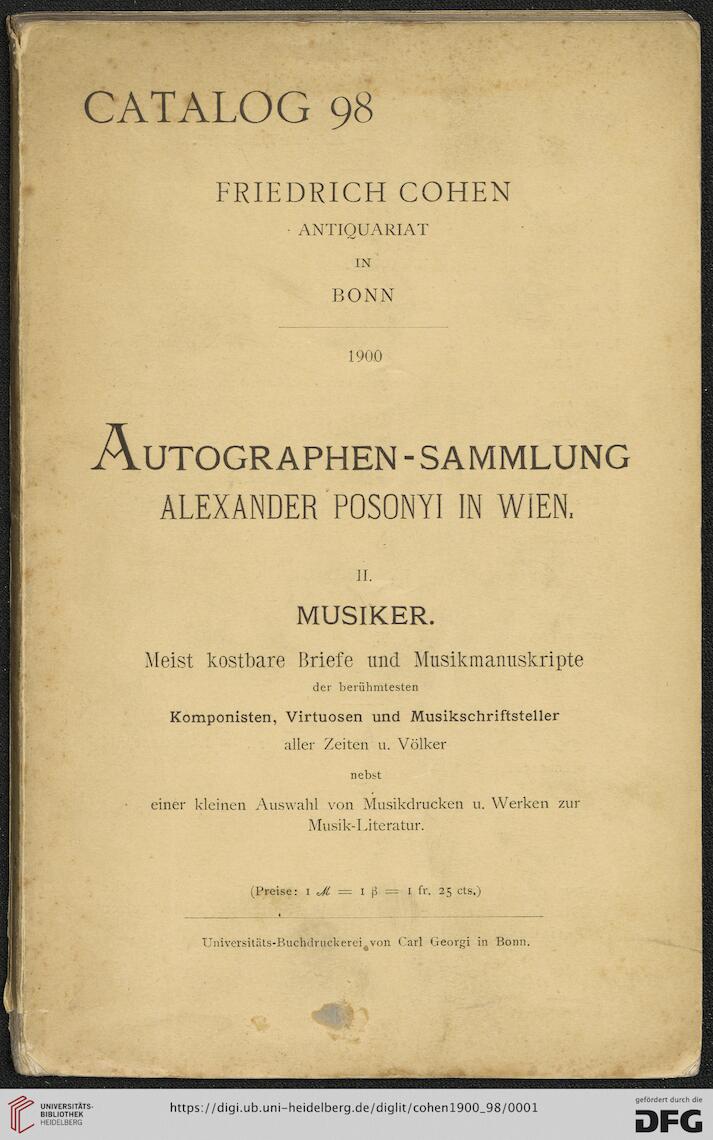 CATALOG 98
FRIEDRICH COHEN
ANTIQUARIAT
IN
BONN
1900
AUTOGRAPHEN-SAMMLUNG
ALEXANDER POSONYI IN WIEN.
II.
MUSIKER.
Meist kostbare Briefe und Musikmanuskripte
der berühmtesten
Komponisten, Virtuosen und Musikschriftsteller
aller Zeiten u. Völker
nebst
einer kleinen Auswahl von Musikdrucken u. Werken zur
Musik-Literatur.
(Preise: 1 ℳ = 1 β = 1 fr. 25 cts.)
Universitäts-Buchdruckerei von Carl Georgi in Bonn.
UNIVERSITÄTS-
BIBLIOTHEK
HEIDELBERG
https://digi.ub.uni-heidelberg.de/diglit/cohen1900_98/0001
gefördert durch die
DFG